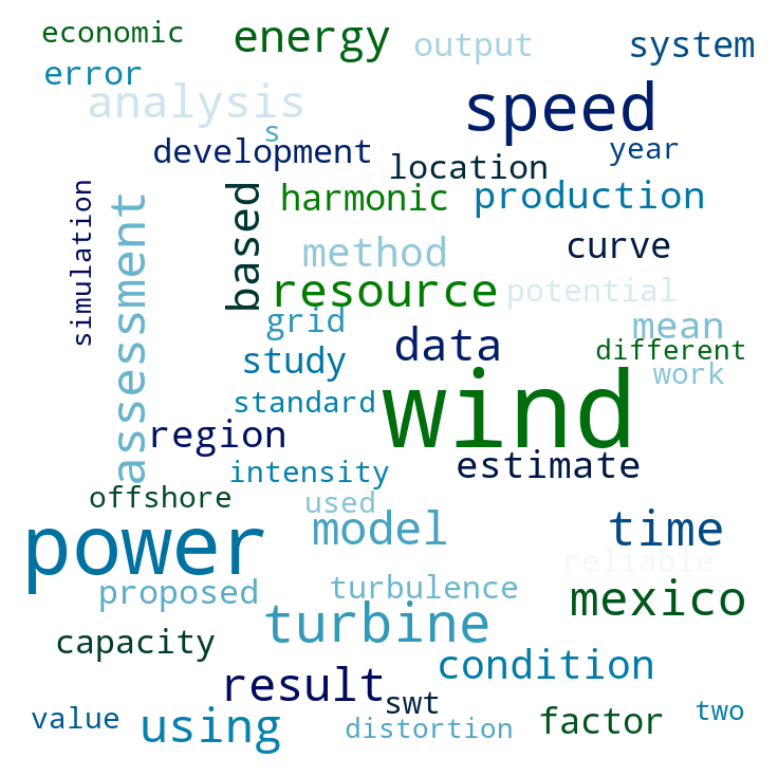 economic energy output system
error
analysis speed
s
development year
location
simulation assessment based harmonic production
method curve
resource potential
grid mean
data different
study work
wind
standard
region
intensity estimate
offshore used
power model time
reliable
proposed turbulence mexico
turbine
capacity
condition
result swt
value using distortion factor two